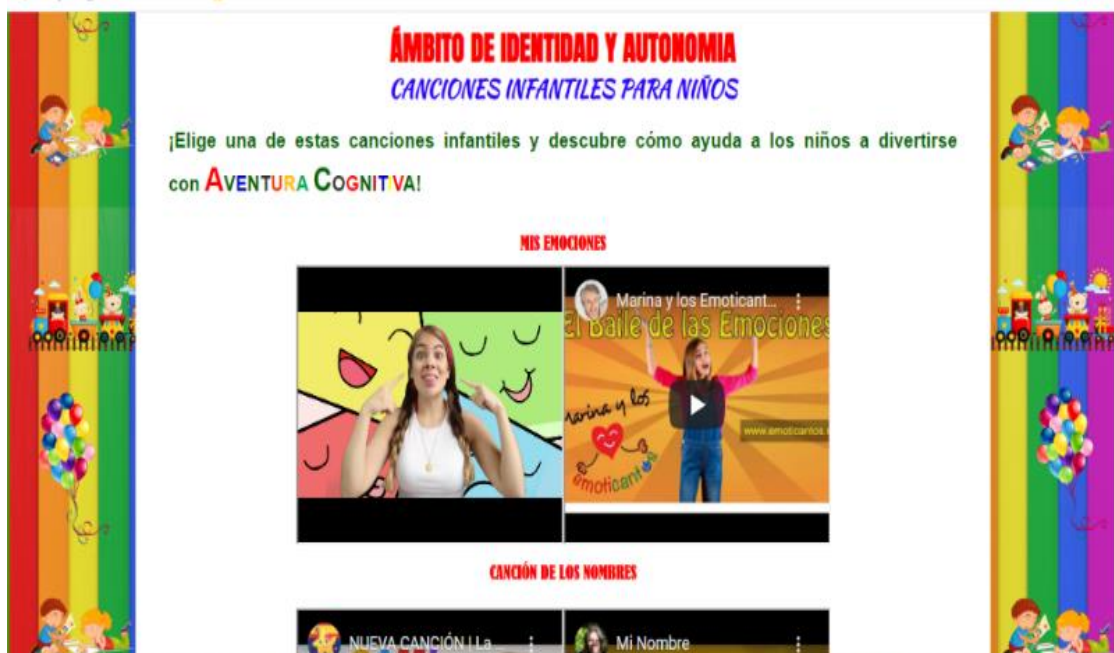 ÁMBITO DE IDENTIDAD Y AUTONOMIA
CANCIONES INFANTILES PARA NIÑOS
¡Elige una de estas canciones infantiles y descubre cómo ayuda a los niños a divertirse
con AVENTURA COGNITIVA!
MIS EMOCIONES
Marina y los Emoticant...
El Baile de las Emociones
Marina y los
emoticantos
www.emoticantos.
CANCIÓN DE LOS NOMBRES
NUEVA CANCIÓN | La ...
Mi Nombre